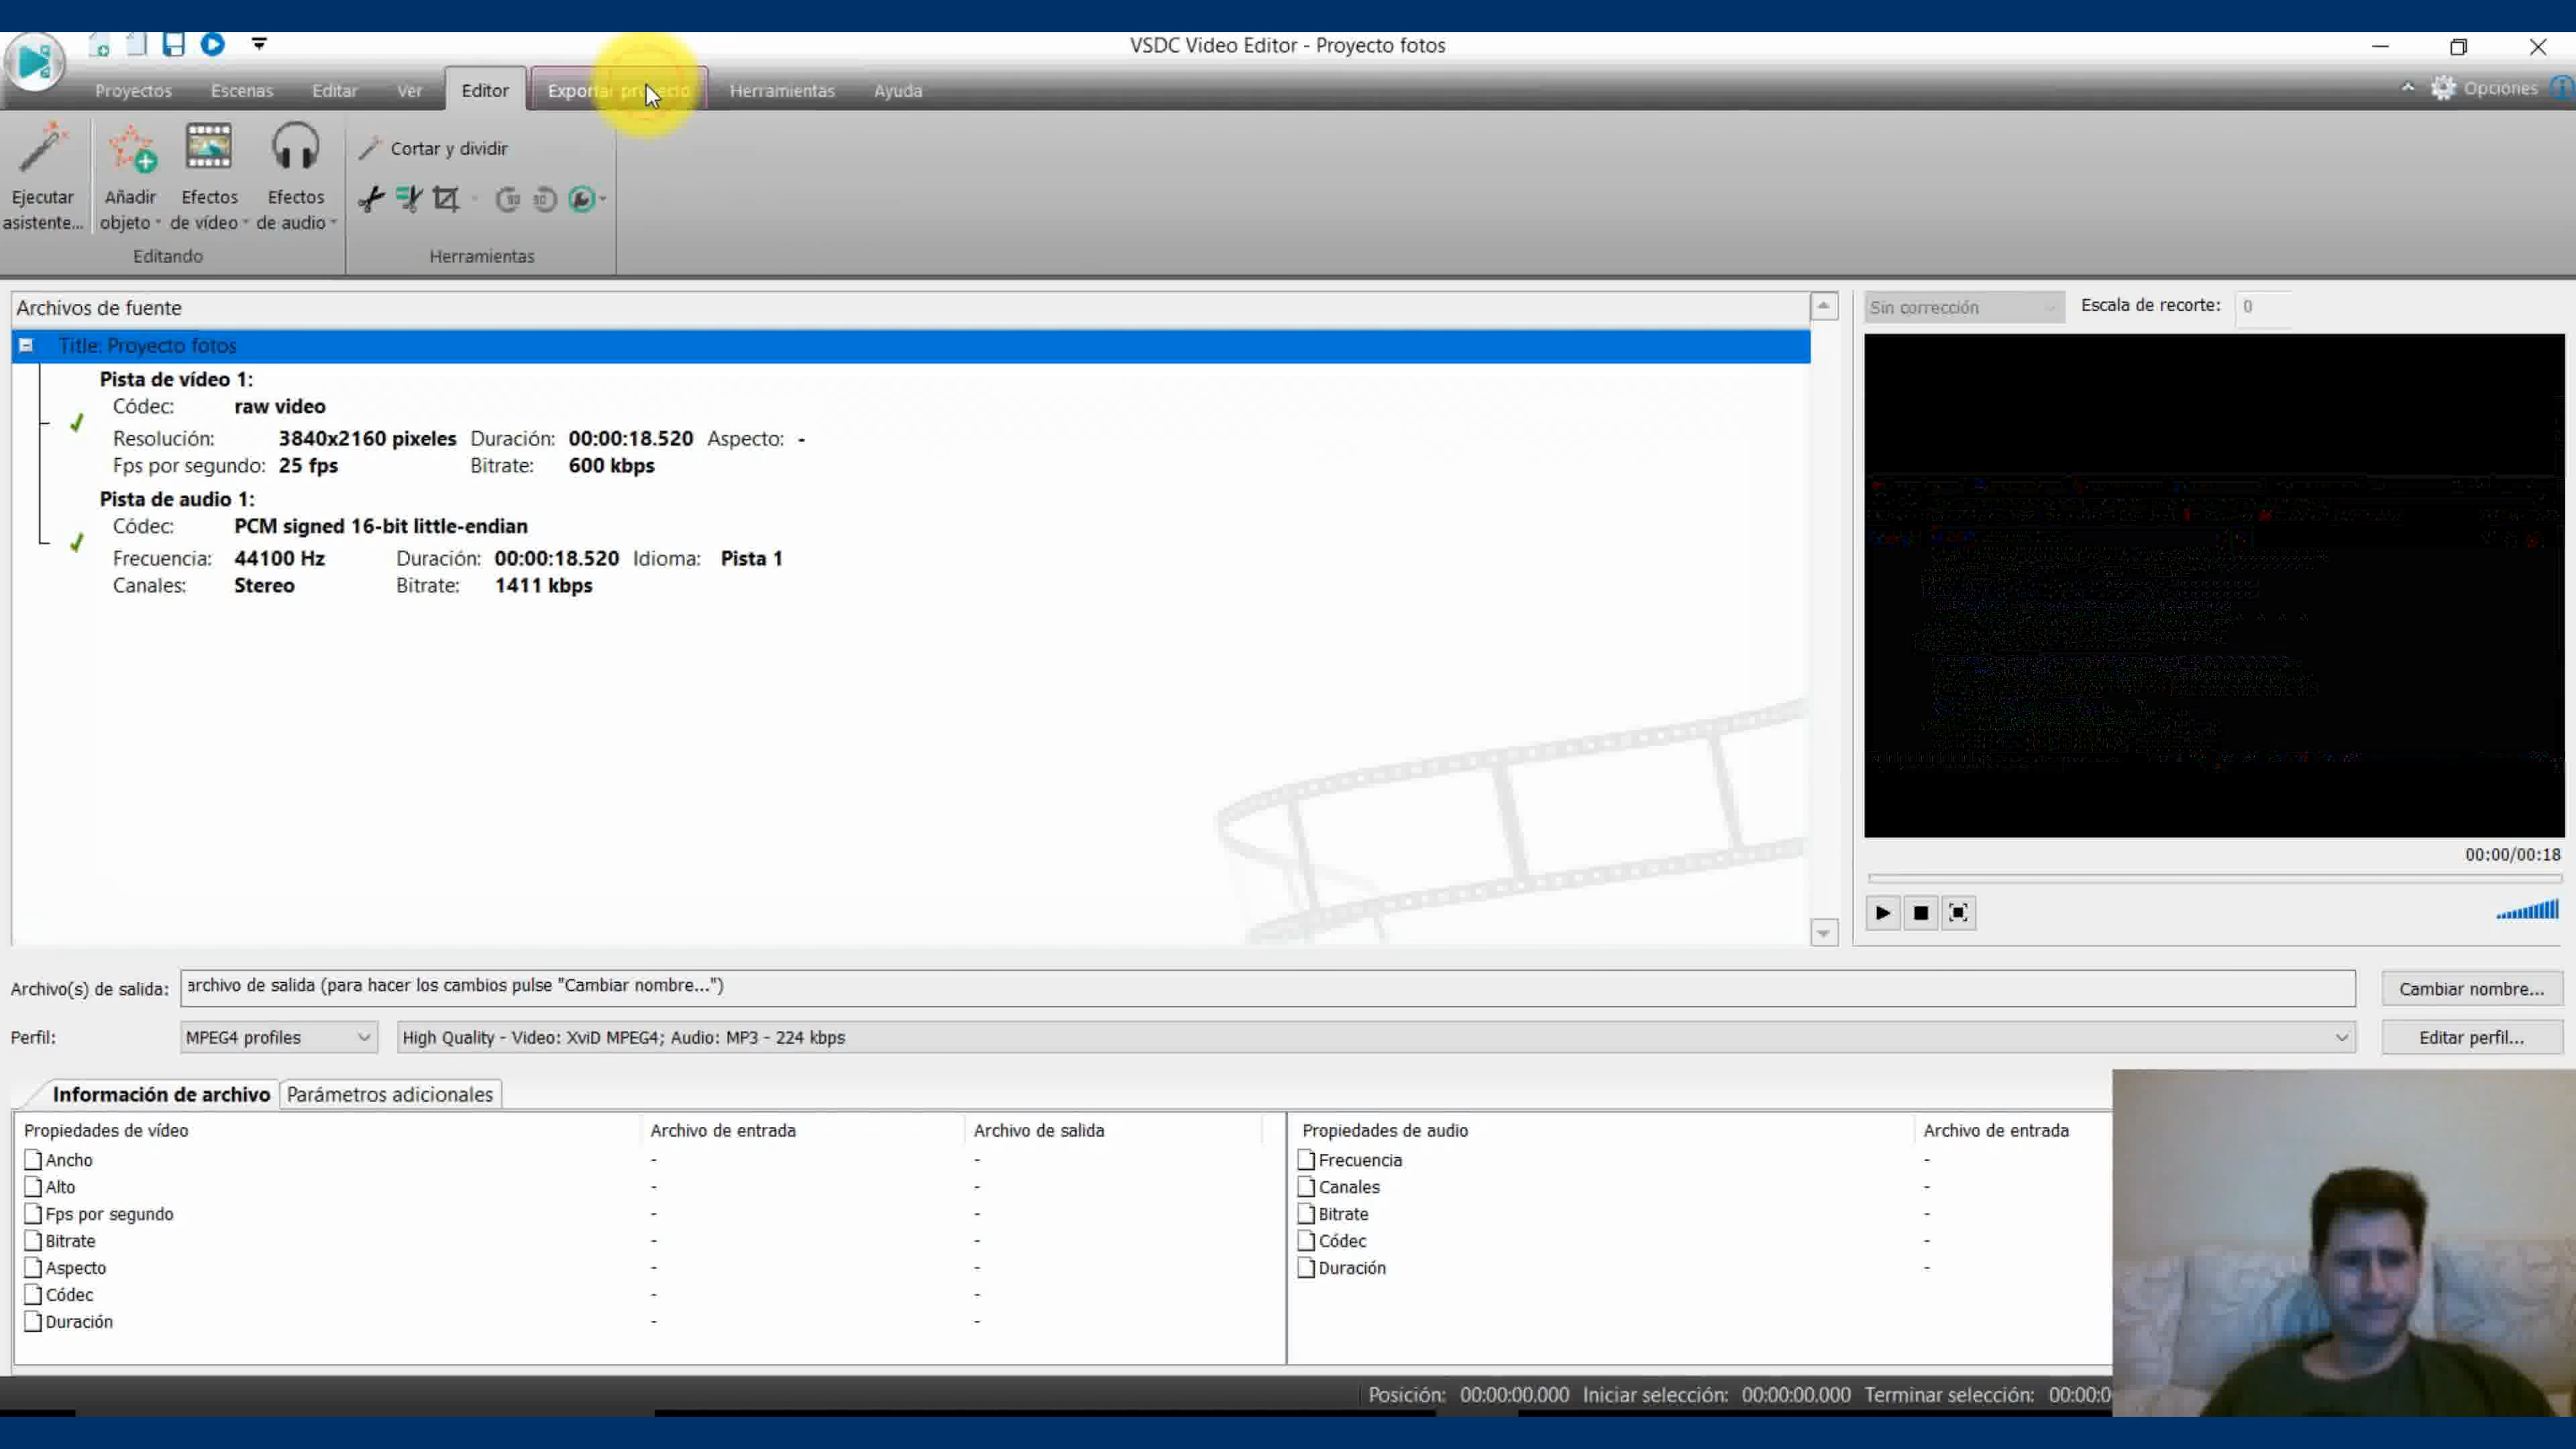 VSDC Video Editor - Proyecto fotos
Proyectos Escenas Editar Ver Editor Exportar proyecto Herramientas Ayuda Opciones
Cortar y dividir
Ejecutar asistente...
Añadir objeto
Efectos de vídeo
Efectos de audio
Editando Herramientas
Archivos de fuente
Title: Proyecto fotos
Pista de vídeo 1:
Códec: raw video
Resolución: 3840x2160 pixeles Duración: 00:00:18.520 Aspecto: -
Fps por segundo: 25 fps Bitrate: 600 kbps
Pista de audio 1:
Códec: PCM signed 16-bit little-endian
Frecuencia: 44100 Hz Duración: 00:00:18.520 Idioma: Pista 1
Canales: Stereo Bitrate: 1411 kbps
Sin corrección Escala de recorte: 0
00:00/00:18
Archivo(s) de salida: archivo de salida (para hacer los cambios pulse "Cambiar nombre...") Cambiar nombre...
Perfil: MPEG4 profiles High Quality - Video: XviD MPEG4; Audio: MP3 - 224 kbps Editar perfil...
Información de archivo Parámetros adicionales
Propiedades de vídeo Archivo de entrada Archivo de salida
Ancho - -
Alto - -
Fps por segundo - -
Bitrate - -
Aspecto - -
Códec - -
Duración - -
Propiedades de audio Archivo de entrada
Frecuencia -
Canales -
Bitrate -
Códec -
Duración -
Posición: 00:00:00.000 Iniciar selección: 00:00:00.000 Terminar selección: 00:00:0